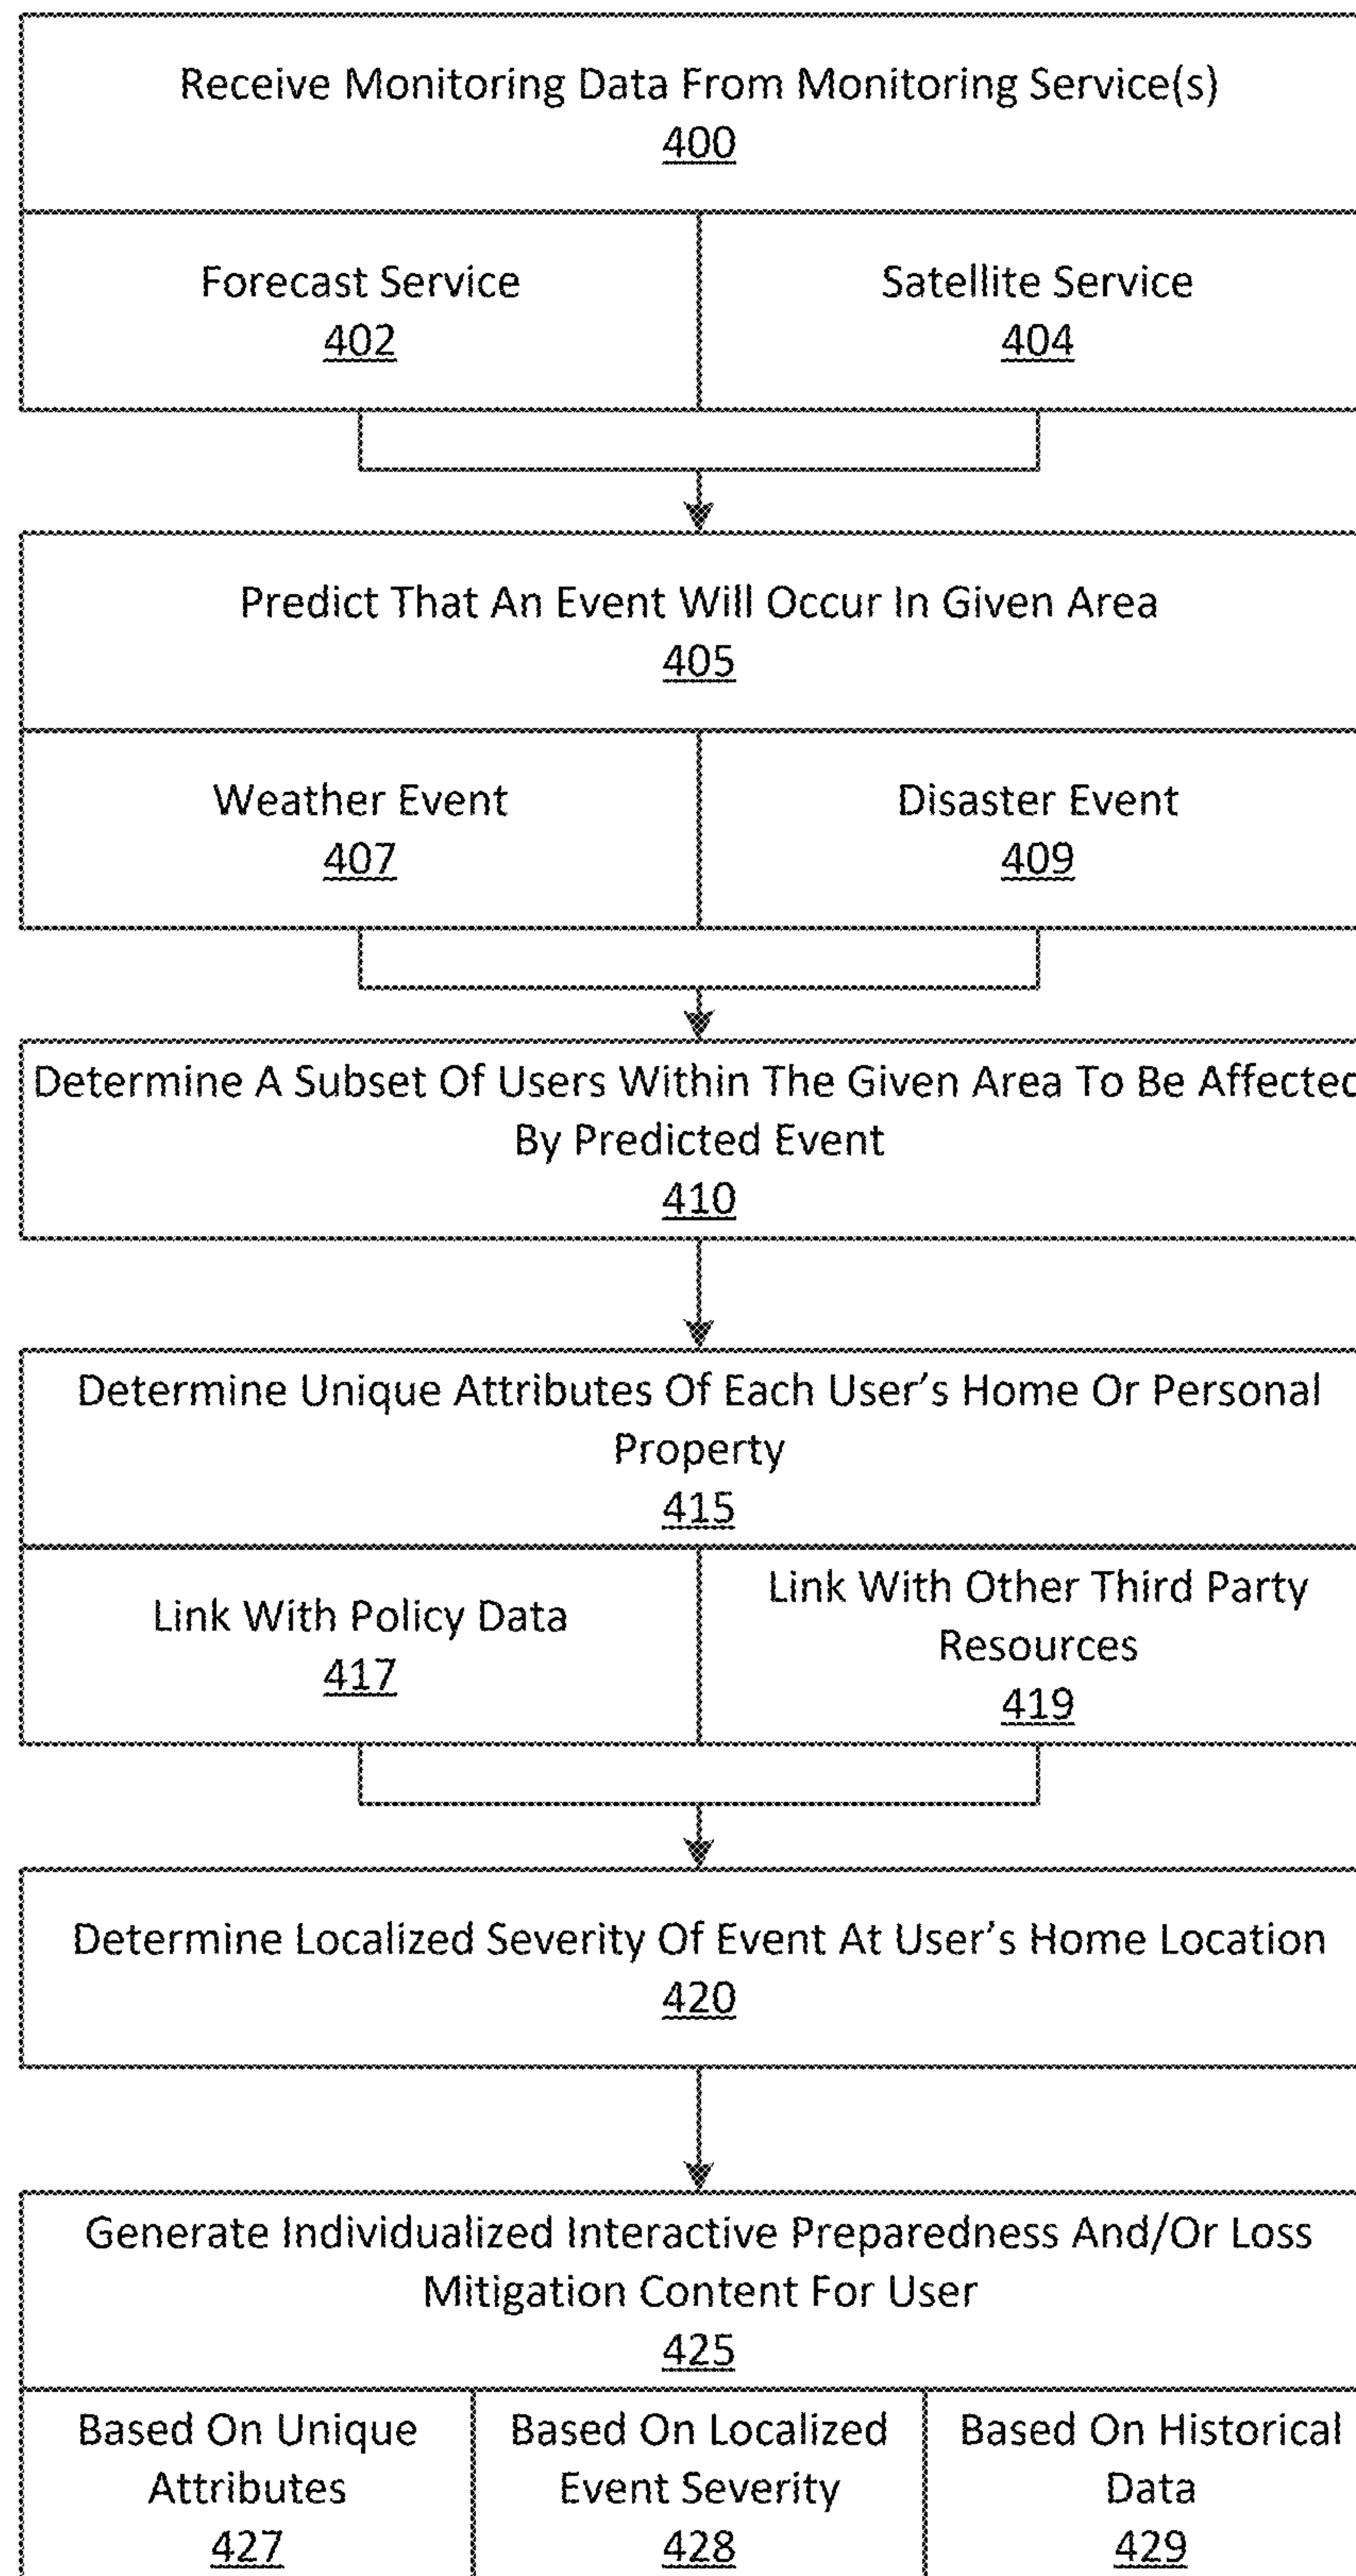 Receive Monitoring Data From Monitoring Service(s)
400
Forecast Service
402
Satellite Service
404
Predict That An Event Will Occur In Given Area
405
Weather Event
407
Disaster Event
409
Determine A Subset Of Users Within The Given Area To Be Affected
By Predicted Event
410
Determine Unique Attributes Of Each User's Home Or Personal
Property
415
Link With Policy Data
417
Link With Other Third Party
Resources
419
Determine Localized Severity Of Event At User's Home Location
420
Generate Individualized Interactive Preparedness And/Or Loss
Mitigation Content For User
425
Based On Unique
Attributes
427
Based On Localized
Event Severity
428
Based On Historical
Data
429